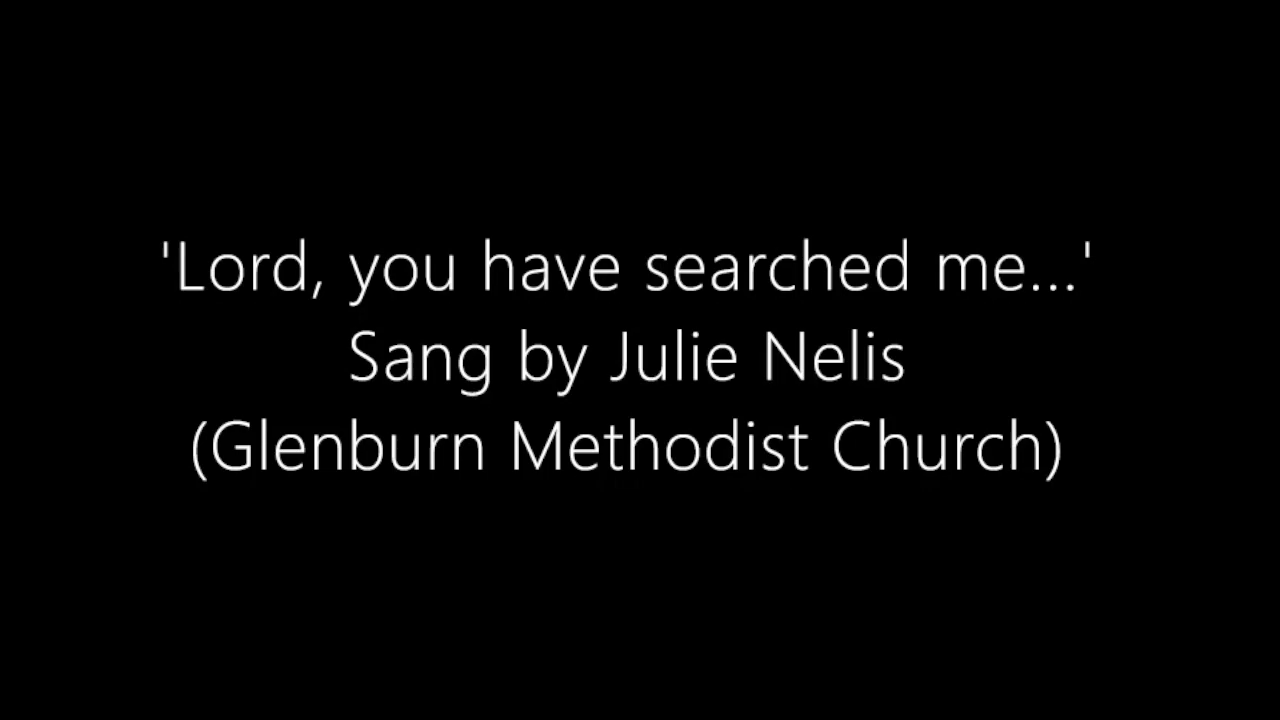 'Lord, you have searched me...'
Sang by Julie Nelis
(Glenburn Methodist Church)